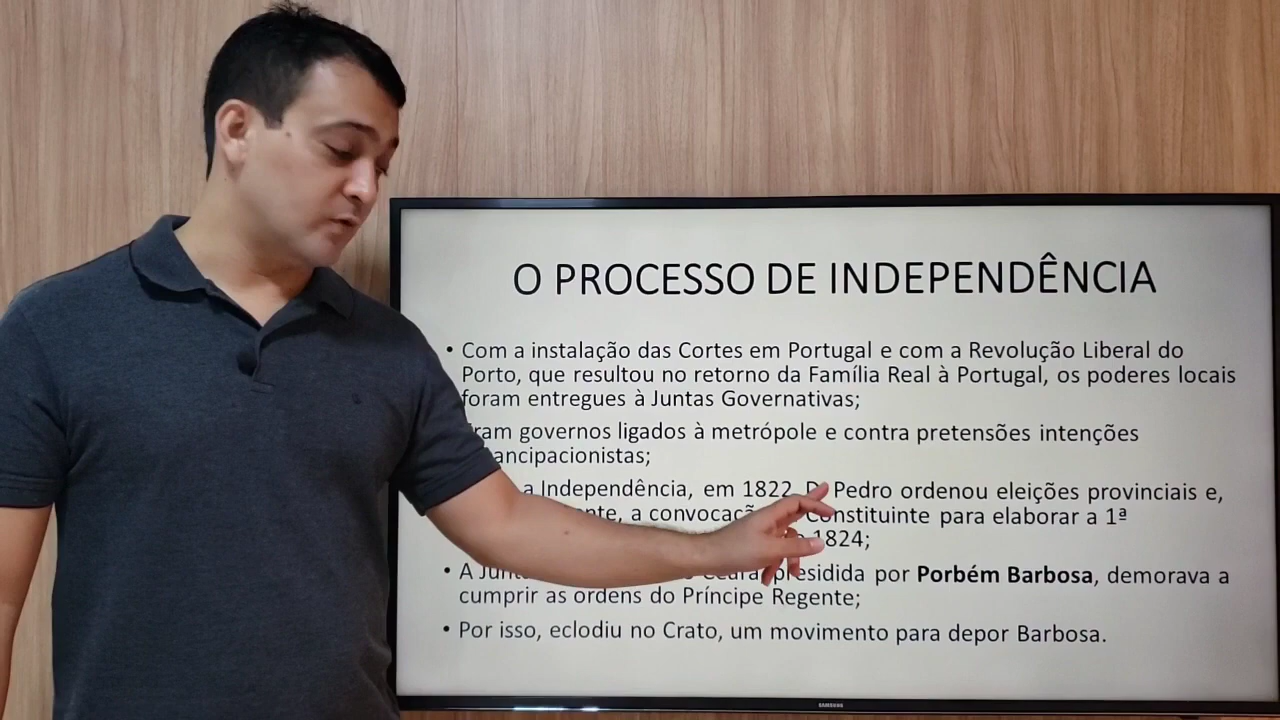 O PROCESSO DE INDEPENDÊNCIA
• Com a instalação das Cortes em Portugal e com a Revolução Liberal do
Porto, que resultou no retorno da Família Real à Portugal, os poderes locais
foram entregues à Juntas Governativas;
governos ligados à metrópole e contra pretensões intenções
a Independência, em 1822, D. Pedro ordenou eleições provinciais e,
a Constituinte para elaborar a 1ª
1824;
• A presidida por Porbém Barbosa, demorava a
cumprir as ordens do Príncipe Regente;
• Por isso, eclodiu no Crato, um movimento para depor Barbosa.
SAMSUNG